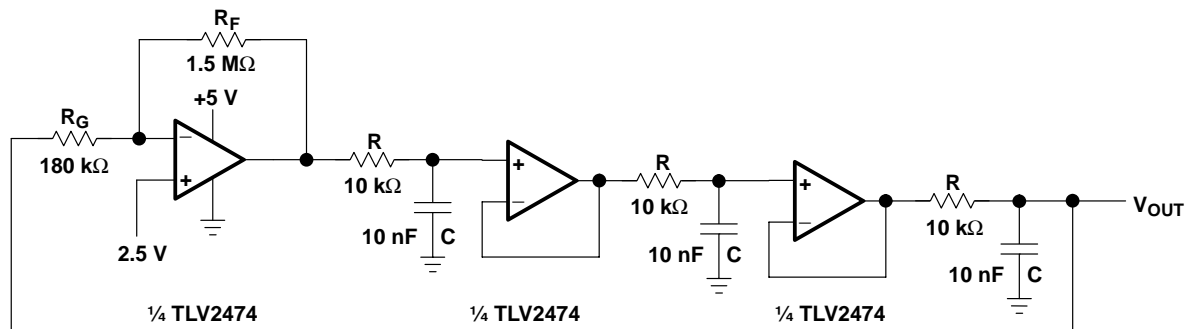 R_F
1.5 MΩ
+5 V
R_G
180 kΩ
−
+
2.5 V
R
10 kΩ
10 nF
C
+
−
R
10 kΩ
10 nF
C
+
−
R
10 kΩ
10 nF
C
V_OUT
¼ TLV2474
¼ TLV2474
¼ TLV2474